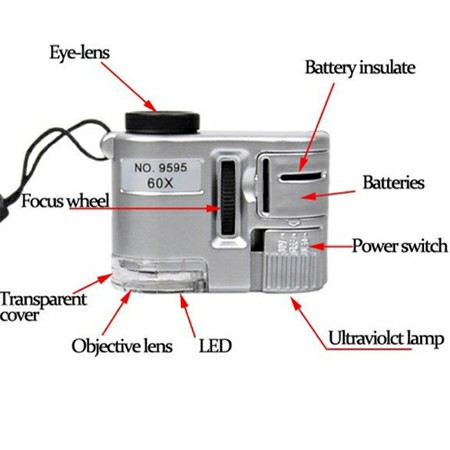 Eye-lens
Battery insulate
NO. 9595
60X
Batteries
Focus wheel
Power switch
Transparent
cover
Objective lens
LED
Ultraviolct lamp